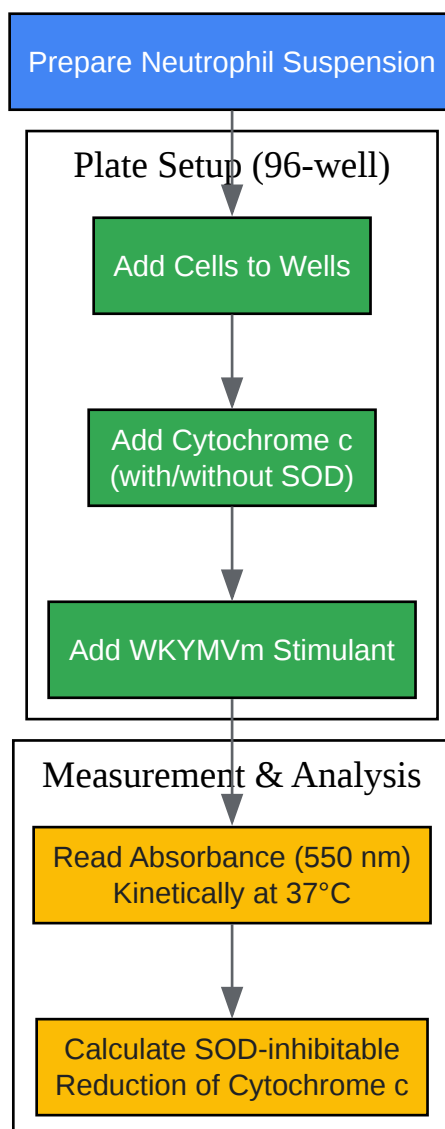 Prepare Neutrophil Suspension
Plate Setup (96-well)
Add Cells to Wells
Add Cytochrome c
(with/without SOD)
Add WKYMVm Stimulant
Measurement & Analysis
Read Absorbance (550 nm)
Kinetically at 37°C
Calculate SOD-inhibitable
Reduction of Cytochrome c